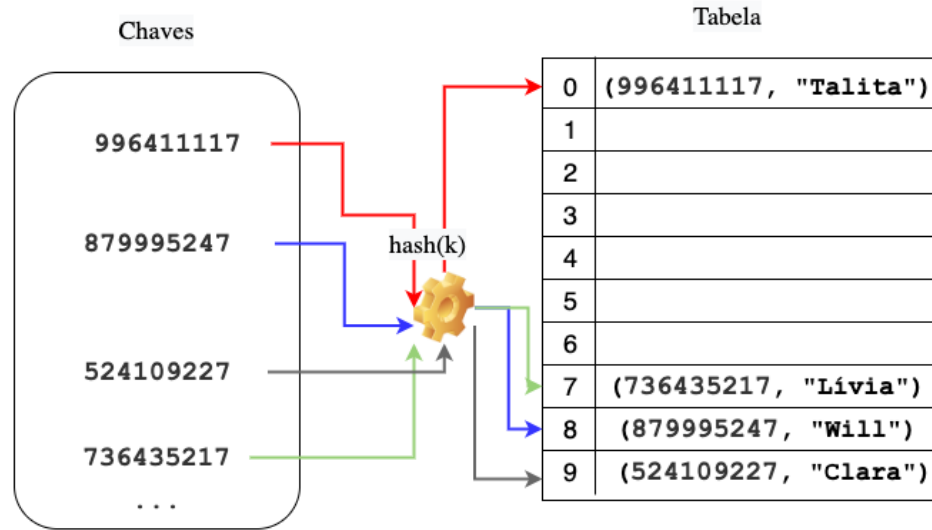 Chaves
996411117
879995247
524109227
736435217
...
hash(k)
Tabela
0 (996411117, "Talita")
1
2
3
4
5
6
7 (736435217, "Lívia")
8 (879995247, "Will")
9 (524109227, "Clara")